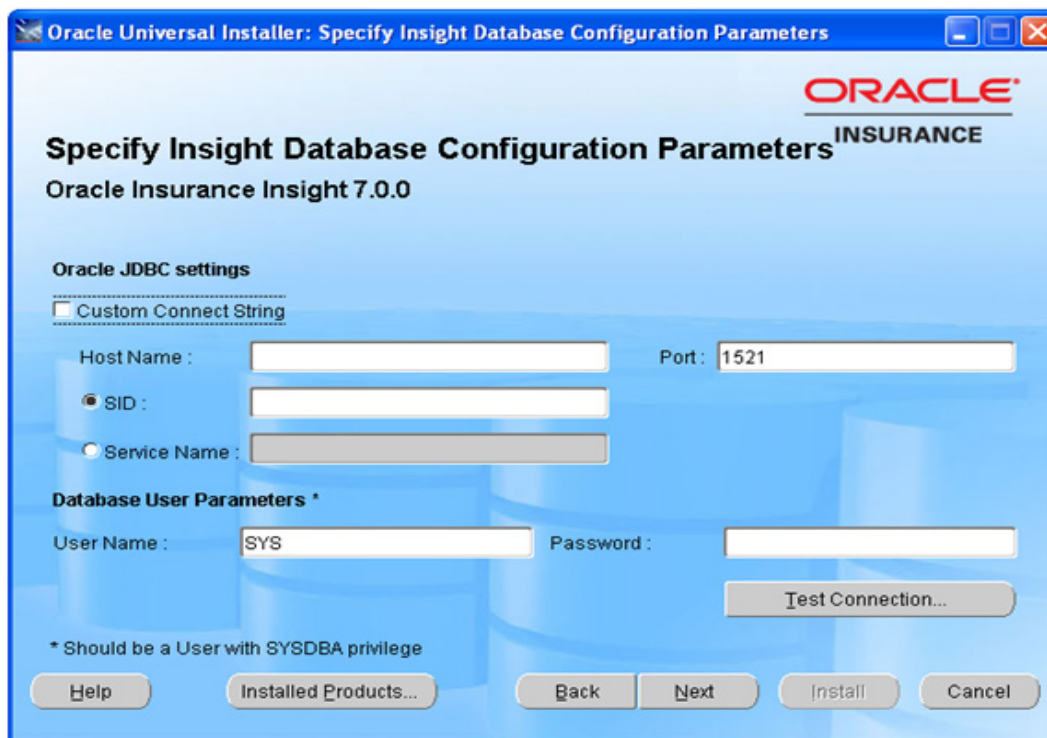 Oracle Universal Installer: Specify Insight Database Configuration Parameters
ORACLE
INSURANCE
Specify Insight Database Configuration Parameters
Oracle Insurance Insight 7.0.0
Oracle JDBC settings
Custom Connect String
Host Name :
Port : 1521
SID :
Service Name :
Database User Parameters *
User Name : SYS Password :
Test Connection...
* Should be a User with SYSDBA privilege
Help Installed Products... Back Next Install Cancel